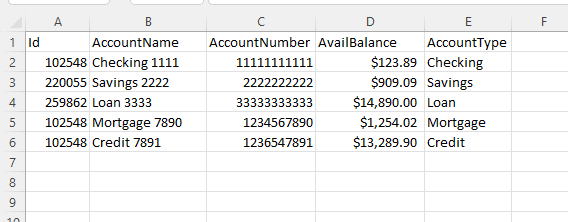 A B C D E F
1 Id AccountName AccountNumber AvailBalance AccountType
2 102548 Checking 1111 11111111111 $123.89 Checking
3 220055 Savings 2222 2222222222 $909.09 Savings
4 259862 Loan 3333 33333333333 $14,890.00 Loan
5 102548 Mortgage 7890 1234567890 $1,254.02 Mortgage
6 102548 Credit 7891 1236547891 $13,289.90 Credit
7
8
9
10